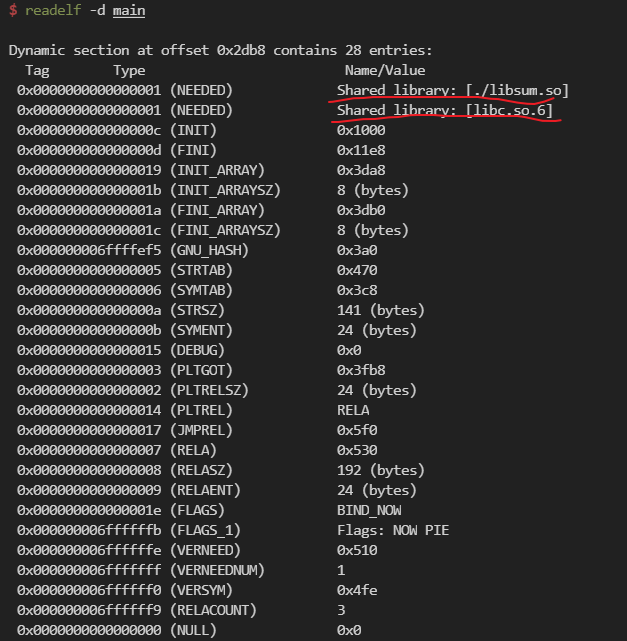 $ readelf -d main
Dynamic section at offset 0x2db8 contains 28 entries:
Tag Type Name/Value
0x0000000000000001 (NEEDED) Shared library: [./libsum.so]
0x0000000000000001 (NEEDED) Shared library: [libc.so.6]
0x000000000000000c (INIT) 0x1000
0x000000000000000d (FINI) 0x11e8
0x0000000000000019 (INIT_ARRAY) 0x3da8
0x000000000000001b (INIT_ARRAYSZ) 8 (bytes)
0x000000000000001a (FINI_ARRAY) 0x3db0
0x000000000000001c (FINI_ARRAYSZ) 8 (bytes)
0x000000006ffffef5 (GNU_HASH) 0x3a0
0x0000000000000005 (STRTAB) 0x470
0x0000000000000006 (SYMTAB) 0x3c8
0x000000000000000a (STRSZ) 141 (bytes)
0x000000000000000b (SYMENT) 24 (bytes)
0x0000000000000015 (DEBUG) 0x0
0x0000000000000003 (PLTGOT) 0x3fb8
0x0000000000000002 (PLTRELSZ) 24 (bytes)
0x0000000000000014 (PLTREL) RELA
0x0000000000000017 (JMPREL) 0x5f0
0x0000000000000007 (RELA) 0x530
0x0000000000000008 (RELASZ) 192 (bytes)
0x0000000000000009 (RELAENT) 24 (bytes)
0x000000000000001e (FLAGS) BIND_NOW
0x000000006ffffffb (FLAGS_1) Flags: NOW PIE
0x000000006ffffffe (VERNEED) 0x510
0x000000006fffffff (VERNEEDNUM) 1
0x000000006ffffff0 (VERSYM) 0x4fe
0x000000006ffffff9 (RELACOUNT) 3
0x0000000000000000 (NULL) 0x0